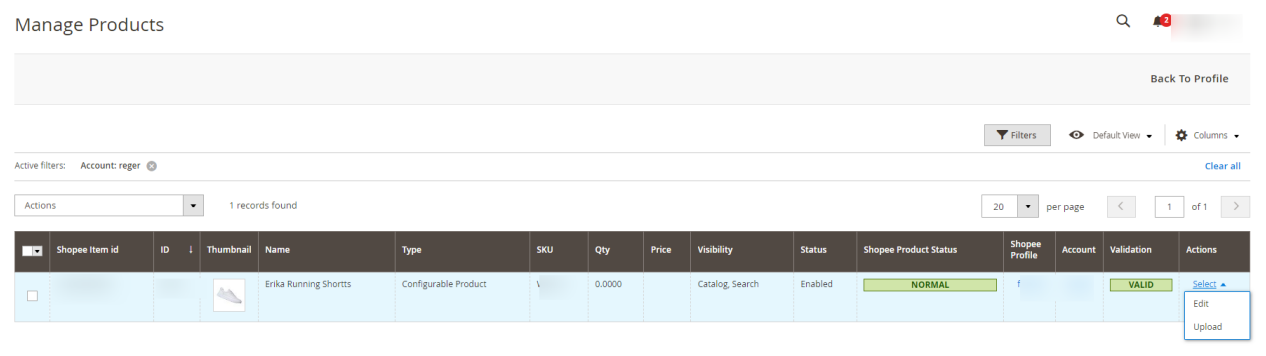 Manage Products
2
Back To Profile
Filters
Default View
Columns
Active filters: Account: reger
Clear all
Actions
1 records found
20
per page
1
of 1
Shopee Item id
ID
Thumbnail
Name
Type
SKU
Qty
Price
Visibility
Status
Shopee Product Status
Shopee
Profile
Account
Validation
Actions
Erika Running Shortts
Configurable Product
0.0000
Catalog, Search
Enabled
NORMAL
VALID
Select
Edit
Upload